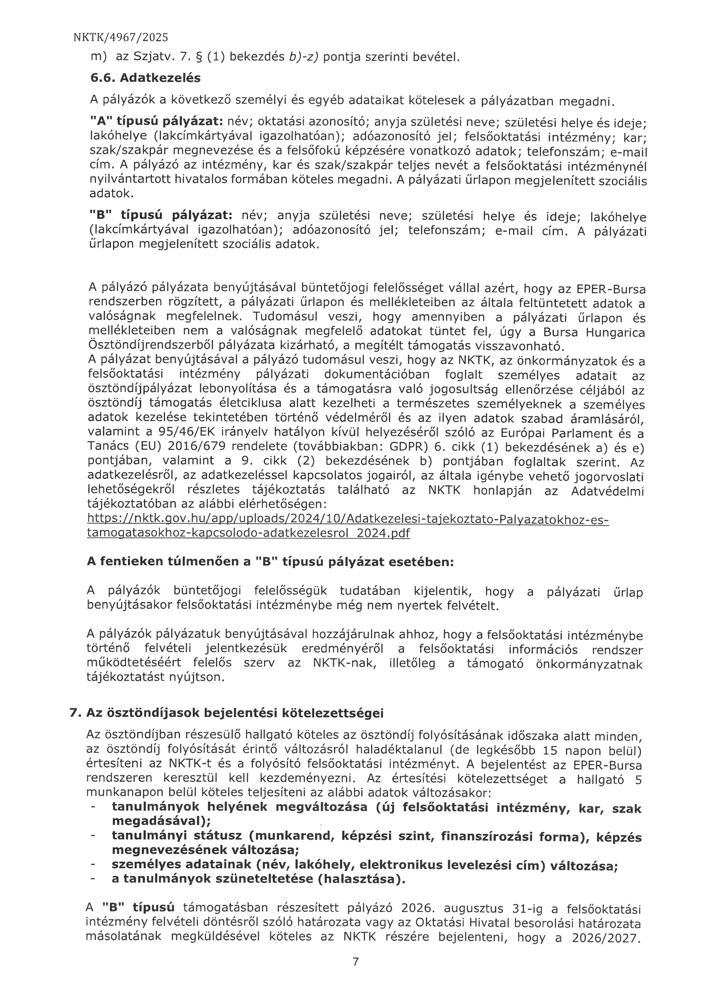 NKTK/4967/2025
m) az Szjatv. 7. § (1) bekezdés b)-z) pontja szerinti bevétel.
6.6. Adatkezelés
A pályázók a következő személyi és egyéb adataikat kötelesek a pályázatban megadni.
"A" típusú pályázat: név; oktatási azonosító; anyja születési neve; születési helye és ideje;
lakóhelye (lakcímkártyával igazolhatóan); adóazonosító jel; felsőoktatási intézmény; kar;
szak/szakpár megnevezése és a felsőfokú képzésére vonatkozó adatok; telefonszám; e-mail
cím. A pályázó az intézmény, kar és szak/szakpár teljes nevét a felsőoktatási intézménynél
nyilvántartott hivatalos formában köteles megadni. A pályázati űrlapon megjelenített szociális
adatok.
"B" típusú pályázat: név; anyja születési neve; születési helye és ideje; lakóhelye
(lakcímkártyával igazolhatóan); adóazonosító jel; telefonszám; e-mail cím. A pályázati
űrlapon megjelenített szociális adatok.
A pályázó pályázata benyújtásával büntetőjogi felelősséget vállal azért, hogy az EPER-Bursa
rendszerben rögzített, a pályázati űrlapon és mellékleteiben az általa feltüntetett adatok a
valóságnak megfelelnek. Tudomásul veszi, hogy amennyiben a pályázati űrlapon és
mellékleteiben nem a valóságnak megfelelő adatokat tüntet fel, úgy a Bursa Hungarica
Ösztöndíjrendszerből pályázata kizárható, a megítélt támogatás visszavonható.
A pályázat benyújtásával a pályázó tudomásul veszi, hogy az NKTK, az önkormányzatok és a
felsőoktatási intézmény pályázati dokumentációban foglalt személyes adatait az
ösztöndíjpályázat lebonyolítása és a támogatásra való jogosultság ellenőrzése céljából az
ösztöndíj támogatás életciklusa alatt kezelheti a természetes személyeknek a személyes
adatok kezelése tekintetében történő védelméről és az ilyen adatok szabad áramlásáról,
valamint a 95/46/EK irányelv hatályon kívül helyezéséről szóló az Európai Parlament és a
Tanács (EU) 2016/679 rendelete (továbbiakban: GDPR) 6. cikk (1) bekezdésének a) és e)
pontjában, valamint a 9. cikk (2) bekezdésének b) pontjában foglaltak szerint. Az
adatkezelésről, az adatkezeléssel kapcsolatos jogairól, az általa igénybe vehető jogorvoslati
lehetőségekről részletes tájékoztatás található az NKTK honlapján az Adatvédelmi
tájékoztatóban az alábbi elérhetőségen:
https://nktk.gov.hu/app/uploads/2024/10/Adatkezelesi-tajekoztato-Palyazatokhoz-es-
tamogatasokhoz-kapcsolodo-adatkezelesrol_2024.pdf
A fentieken túlmenően a "B" típusú pályázat esetében:
A pályázók büntetőjogi felelősségük tudatában kijelentik, hogy a pályázati űrlap
benyújtásakor felsőoktatási intézménybe még nem nyertek felvételt.
A pályázók pályázatuk benyújtásával hozzájárulnak ahhoz, hogy a felsőoktatási intézménybe
történő felvételi jelentkezésük eredményéről a felsőoktatási információs rendszer
működtetéséért felelős szerv az NKTK-nak, illetőleg a támogató önkormányzatnak
tájékoztatást nyújtson.
7. Az ösztöndíjasok bejelentési kötelezettségei
Az ösztöndíjban részesülő hallgató köteles az ösztöndíj folyósításának időszaka alatt minden,
az ösztöndíj folyósítását érintő változásról haladéktalanul (de legkésőbb 15 napon belül)
értesíteni az NKTK-t és a folyósító felsőoktatási intézményt. A bejelentést az EPER-Bursa
rendszeren keresztül kell kezdeményezni. Az értesítési kötelezettséget a hallgató 5
munkanapon belül köteles teljesíteni az alábbi adatok változásakor:
- tanulmányok helyének megváltozása (új felsőoktatási intézmény, kar, szak
megadásával);
- tanulmányi státusz (munkarend, képzési szint, finanszírozási forma), képzés
megnevezésének változása;
- személyes adatainak (név, lakóhely, elektronikus levelezési cím) változása;
- a tanulmányok szüneteltetése (halasztása).
A "B" típusú támogatásban részesített pályázó 2026. augusztus 31-ig a felsőoktatási
intézmény felvételi döntésről szóló határozata vagy az Oktatási Hivatal besorolási határozata
másolatának megküldésével köteles az NKTK részére bejelenteni, hogy a 2026/2027.
7